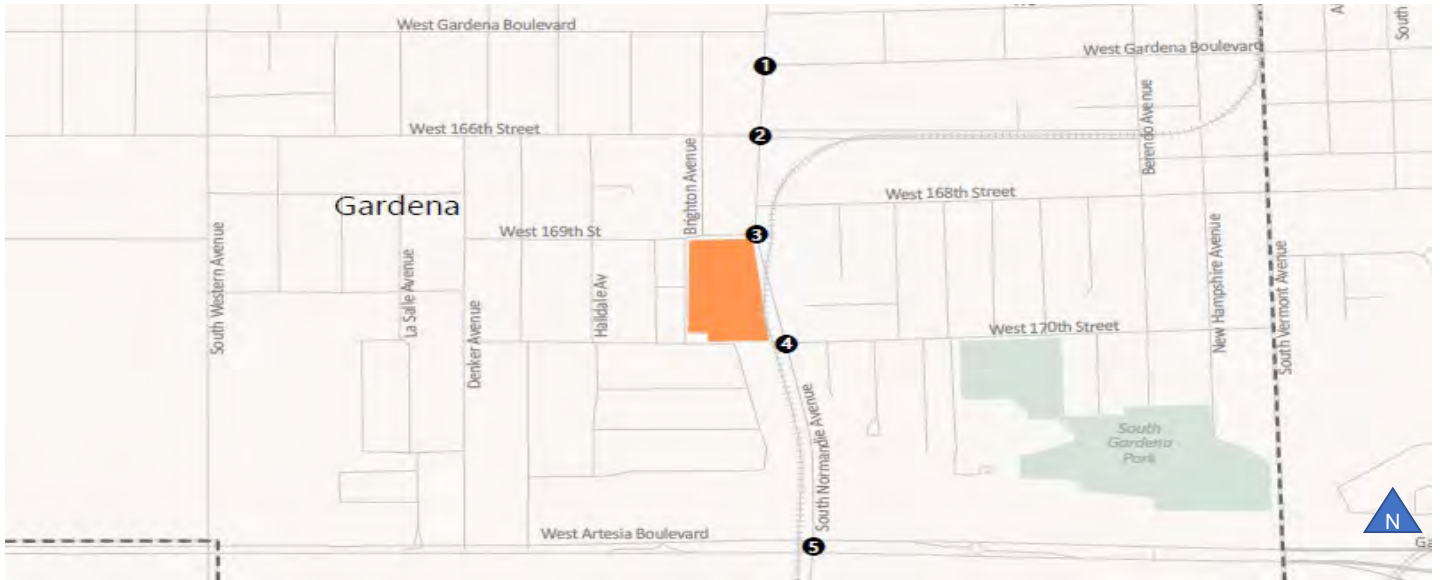 West Gardena Boulevard
South
West Gardena Boulevard
1
West 166th Street
2
Berendo Avenue
Brighton Avenue
West 168th Street
Gardena
West 169th St
3
South Western Avenue
La Salle Avenue
Denker Avenue
Halldale Av
New Hampshire Avenue
South Vermont Avenue
West 170th Street
4
South Normandie Avenue
South
Gardena
Park
N
West Artesia Boulevard
5